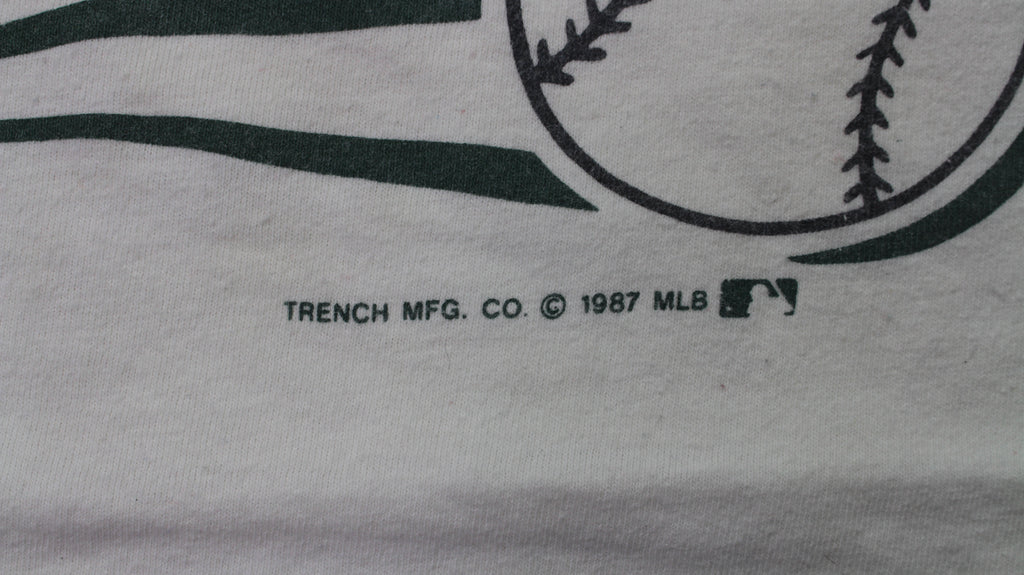 TRENCH MFG. CO. © 1987 MLB